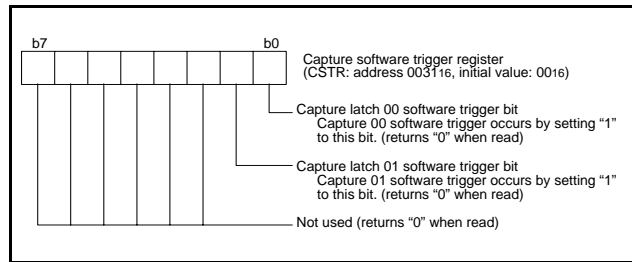 b7 b0
Capture software trigger register
(CSTR: address 003116, initial value: 0016)
Capture latch 00 software trigger bit
Capture 00 software trigger occurs by setting “1”
to this bit. (returns “0” when read)
Capture latch 01 software trigger bit
Capture 01 software trigger occurs by setting “1”
to this bit. (returns “0” when read)
Not used (returns “0” when read)